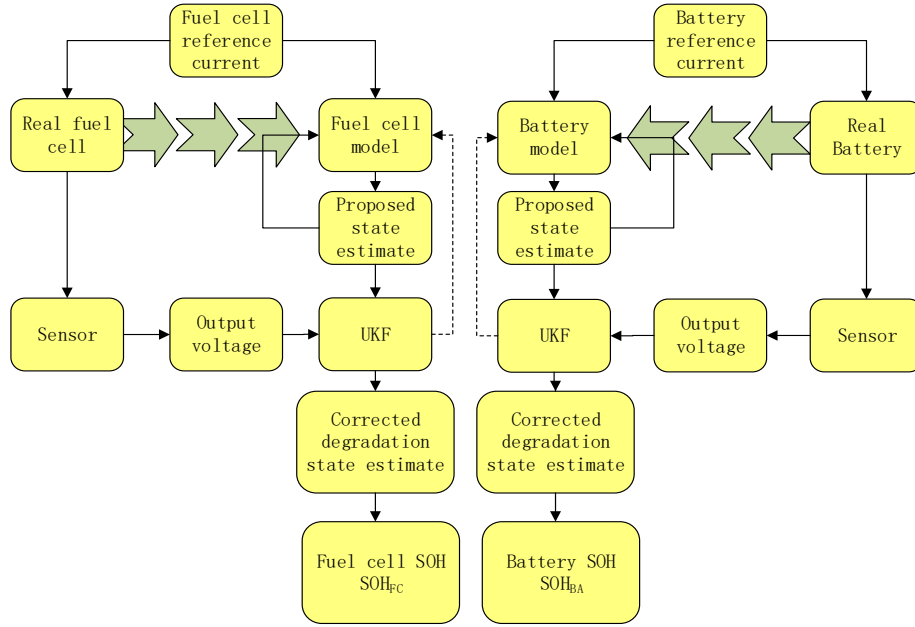 Fuel cell
reference
current
Real fuel
cell
Fuel cell
model
Proposed
state
estimate
Sensor
Output
voltage
UKF
Corrected
degradation
state estimate
Fuel cell SOH
SOH_FC
Battery
reference
current
Battery
model
Real
Battery
Proposed
state
estimate
UKF
Output
voltage
Sensor
Corrected
degradation
state estimate
Battery SOH
SOH_BA